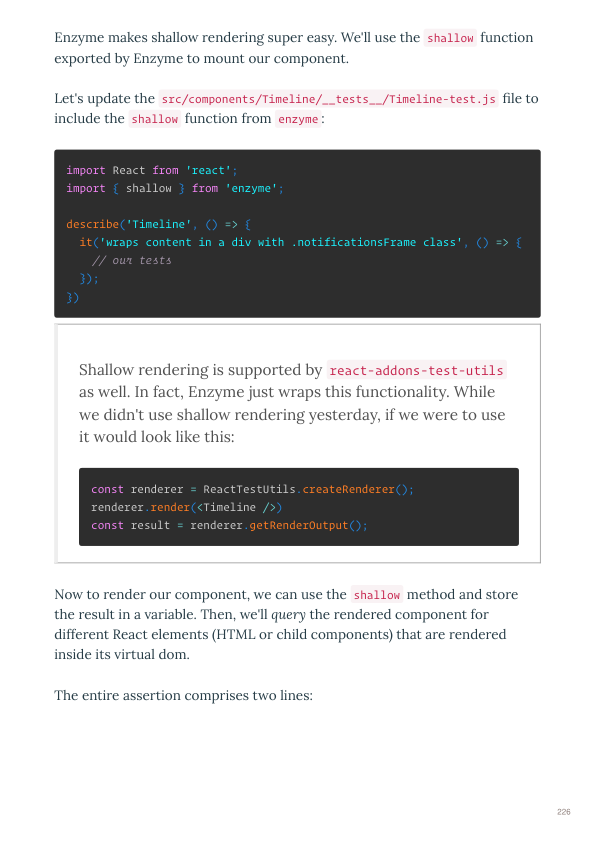 Enzyme makes shallow rendering super easy. We'll use the shallow function
exported by Enzyme to mount our component.
Let's update the src/components/Timeline/__tests__/Timeline-test.js file to
include the shallow function from enzyme :
import React from 'react';
import { shallow } from 'enzyme';
describe('Timeline', () => {
  it('wraps content in a div with .notificationsFrame class', () => {
    // our tests
  });
})
Shallow rendering is supported by react-addons-test-utils
as well. In fact, Enzyme just wraps this functionality. While
we didn't use shallow rendering yesterday, if we were to use
it would look like this:
const renderer = ReactTestUtils.createRenderer();
renderer.render(<Timeline />)
const result = renderer.getRenderOutput();
Now to render our component, we can use the shallow method and store
the result in a variable. Then, we'll query the rendered component for
different React elements (HTML or child components) that are rendered
inside its virtual dom.
The entire assertion comprises two lines:
226